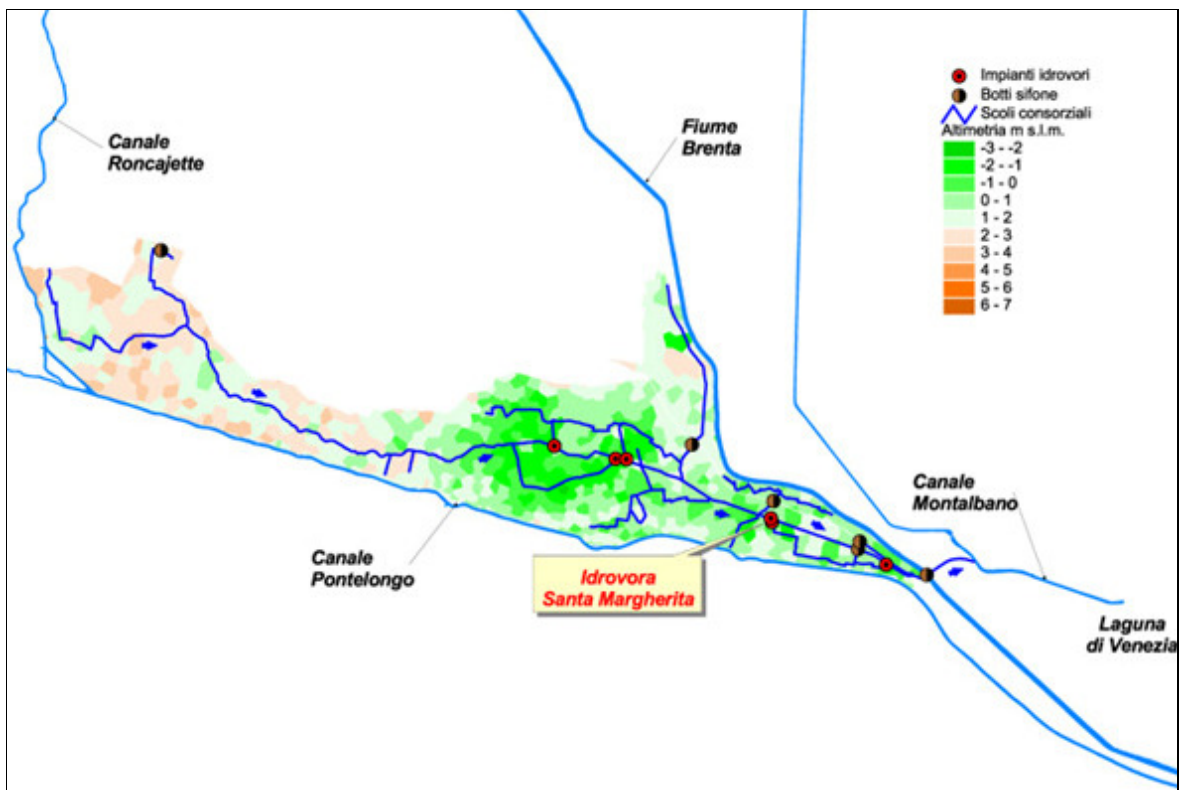 Impianti idrovori
Botti sifone
Scoli consorziali
Altimetria m s.l.m.
-3 - -2
-2 - -1
-1 - 0
0 - 1
1 - 2
2 - 3
3 - 4
4 - 5
5 - 6
6 - 7
Fiume
Brenta
Canale
Roncajette
Canale
Montalbano
Canale
Pontelongo
Idrovora
Santa Margherita
Laguna
di Venezia